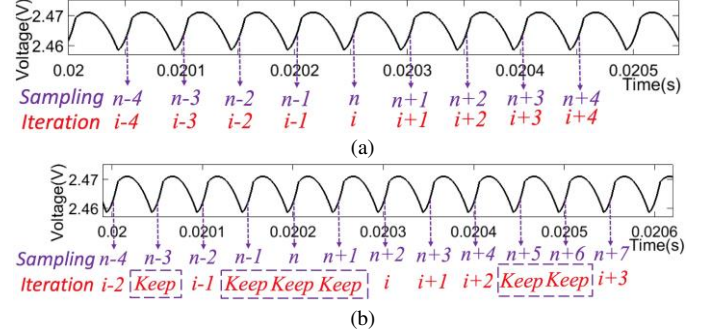 Voltage(V)
2.47
2.46
0.02 0.0201 0.0202 0.0203 0.0204 0.0205
Time(s)
Sampling n-4 n-3 n-2 n-1 n n+1 n+2 n+3 n+4
Iteration i-4 i-3 i-2 i-1 i i+1 i+2 i+3 i+4
(a)
Voltage(V)
2.47
2.46
0.02 0.0201 0.0202 0.0203 0.0204 0.0205 0.0206
Time(s)
Sampling n-4 n-3 n-2 n-1 n n+1 n+2 n+3 n+4 n+5 n+6 n+7
Iteration i-2 Keep i-1 Keep Keep Keep i i+1 i+2 Keep Keep i+3
(b)